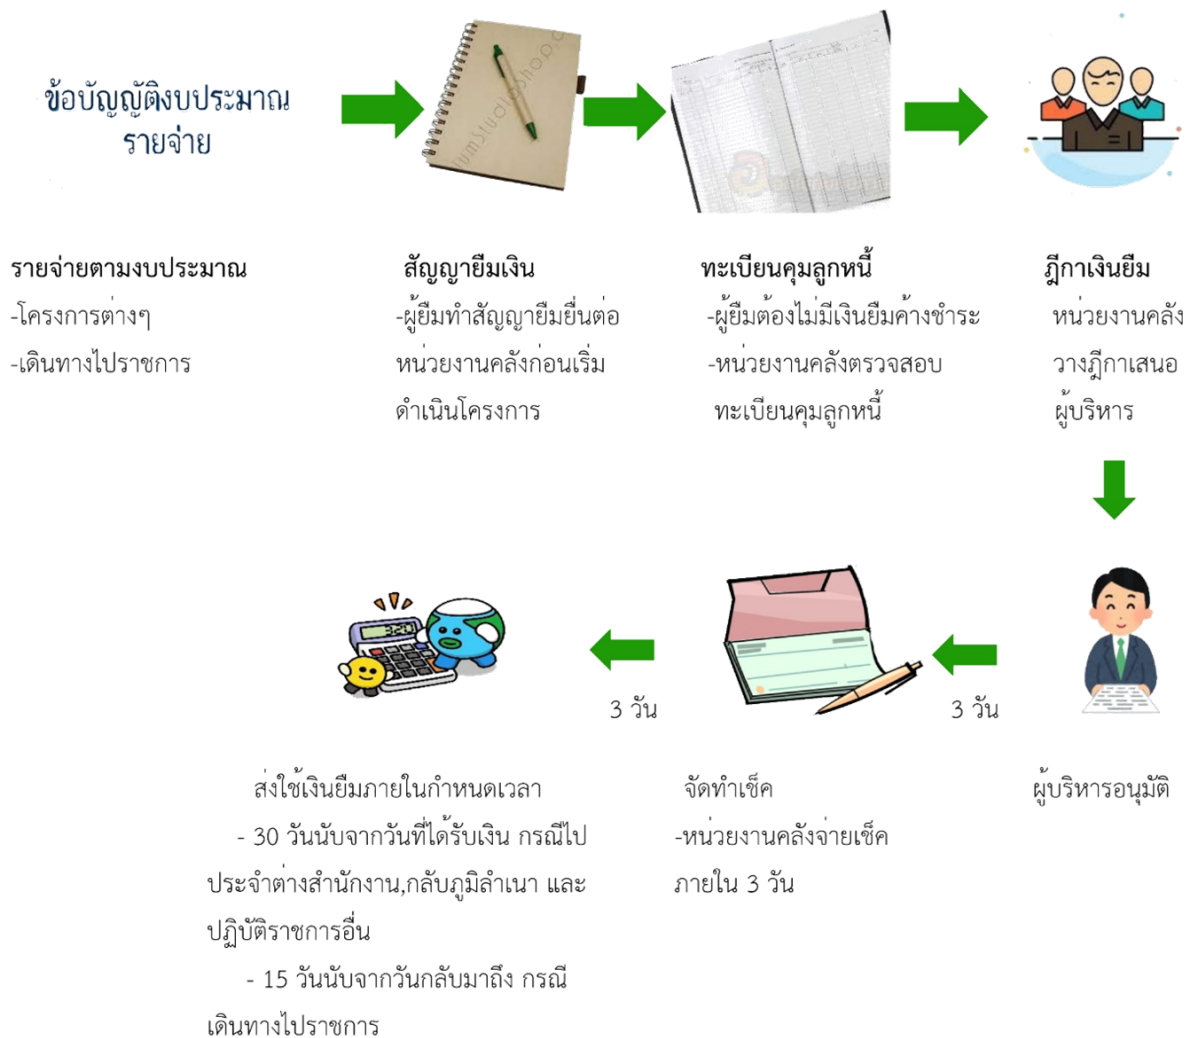 ข้อบัญญัติงบประมาณ
รายจ่าย
รายจ่ายตามงบประมาณ
-โครงการต่างๆ
-เดินทางไปราชการ
สัญญายืมเงิน
-ผู้ยืมทำสัญญายืมยื่นต่อ
หน่วยงานคลังก่อนเริ่ม
ดำเนินโครงการ
ทะเบียนคุมลูกหนี้
-ผู้ยืมต้องไม่มีเงินยืมค้างชำระ
-หน่วยงานคลังตรวจสอบ
ทะเบียนคุมลูกหนี้
ฎีกาเงินยืม
หน่วยงานคลัง
วางฎีกาเสนอ
ผู้บริหาร
ผู้บริหารอนุมัติ
3 วัน
จัดทำเช็ค
-หน่วยงานคลังจ่ายเช็ค
ภายใน 3 วัน
3 วัน
ส่งใช้เงินยืมภายในกำหนดเวลา
- 30 วันนับจากวันที่ได้รับเงิน กรณีไป
ประจำต่างสำนักงาน,กลับภูมิลำเนา และ
ปฏิบัติราชการอื่น
- 15 วันนับจากวันกลับมาถึง กรณี
เดินทางไปราชการ